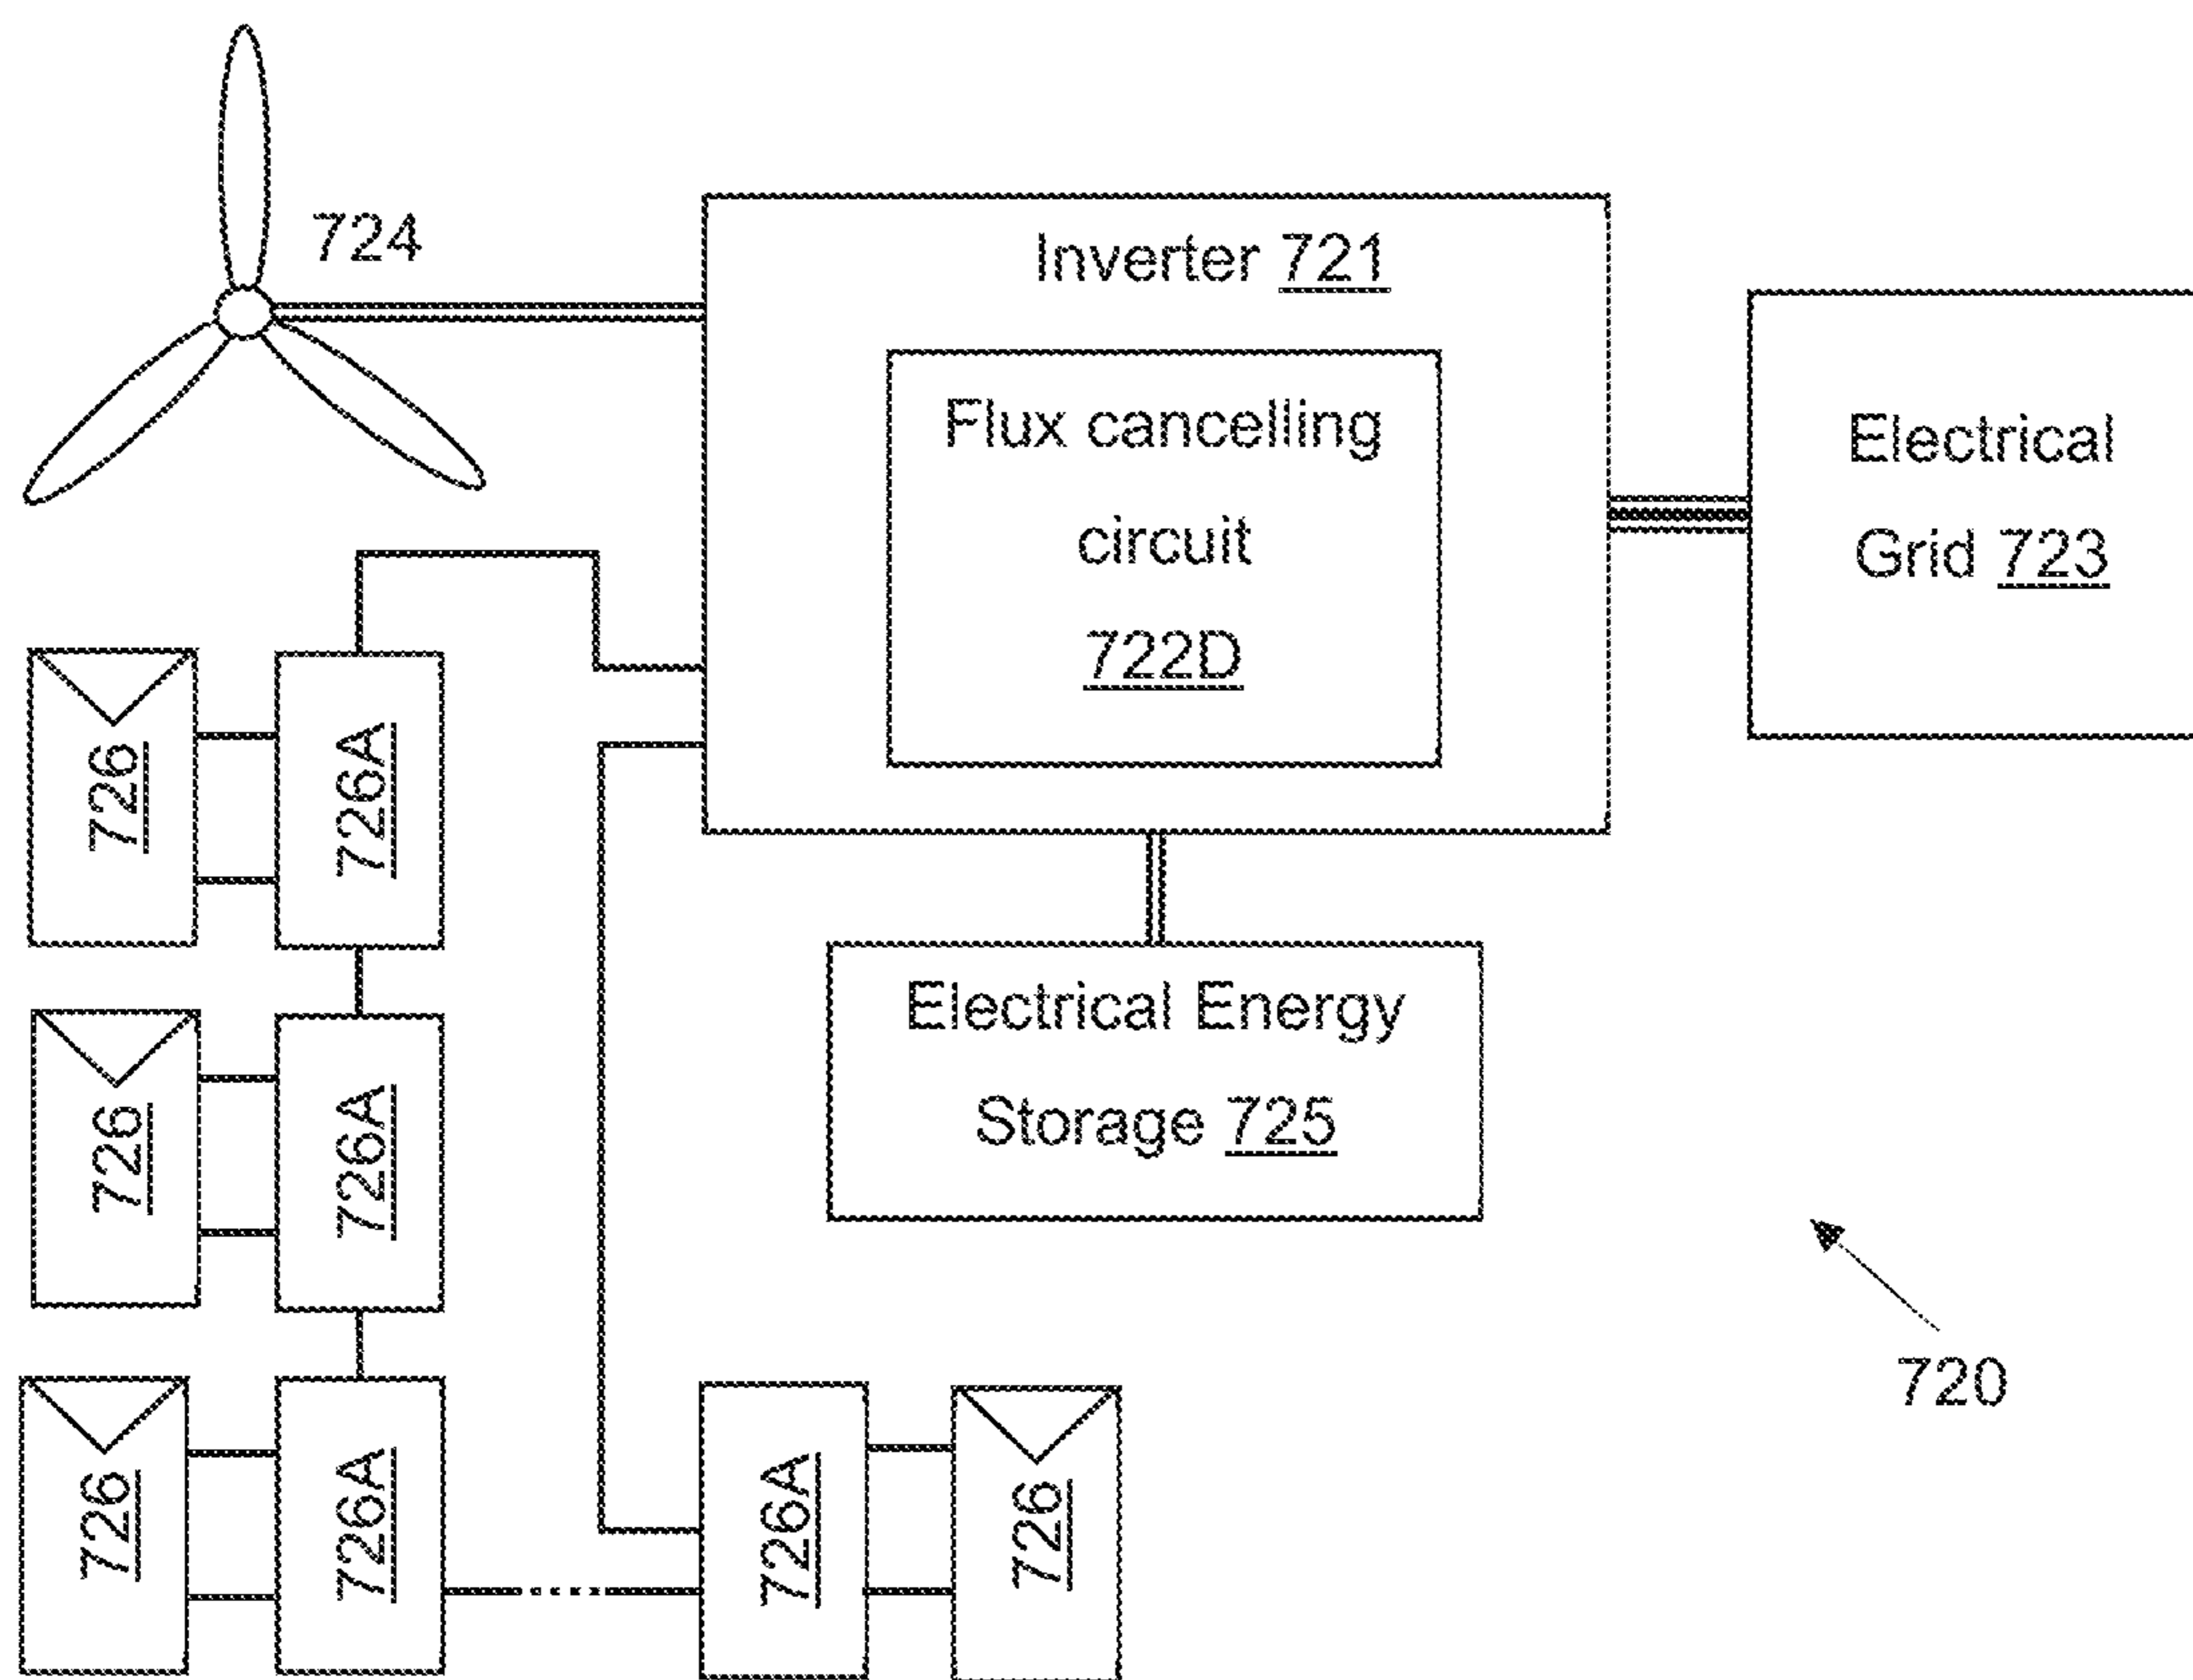 724
Inverter 721
Flux cancelling
circuit
722D
Electrical
Grid 723
726
726A
Electrical Energy
Storage 725
726
726A
720
726
726A
726A
726